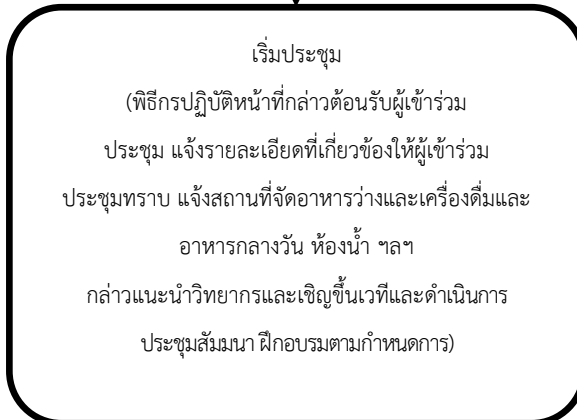 เริ่มประชุม
(พิธีกรปฏิบัติหน้าที่กล่าวต้อนรับผู้เข้าร่วม
ประชุม แจ้งรายละเอียดที่เกี่ยวข้องให้ผู้เข้าร่วม
ประชุมทราบ แจ้งสถานที่จัดอาหารว่างและเครื่องดื่มและ
อาหารกลางวัน ห้องน้ำ ฯลฯ
กล่าวแนะนำวิทยากรและเชิญขึ้นเวทีและดำเนินการ
ประชุมสัมมนา ฝึกอบรมตามกำหนดการ)